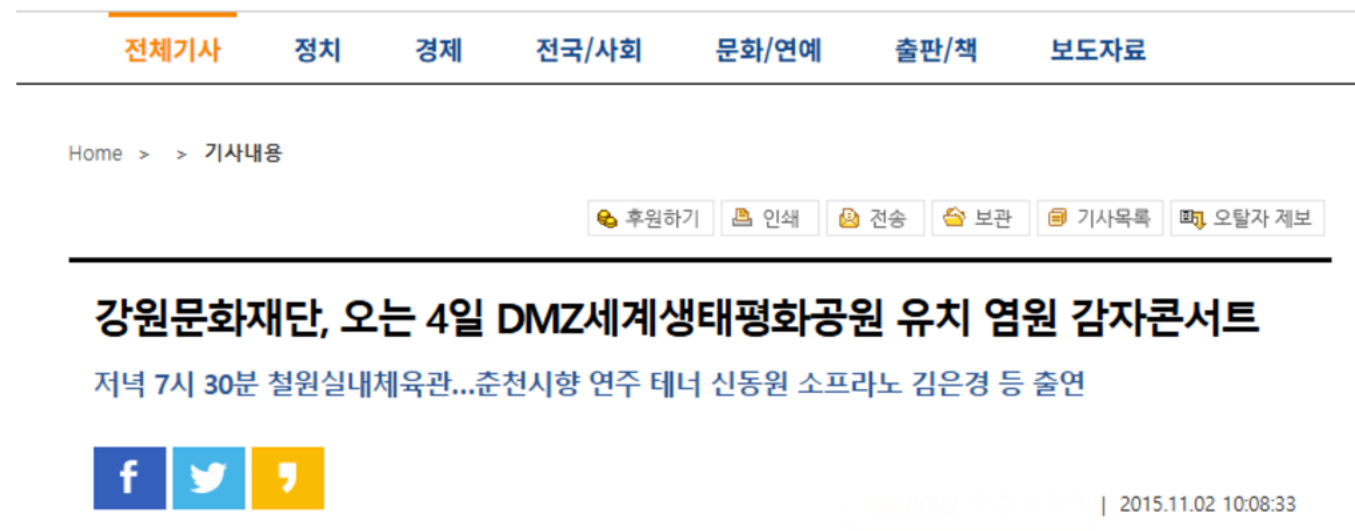 전체기사 정치 경제 전국/사회 문화/연예 출판/책 보도자료
Home > > 기사내용
후원하기 인쇄 전송 보관 기사목록 오탈자 제보
강원문화재단, 오는 4일 DMZ세계생태평화공원 유치 염원 감자콘서트
저녁 7시 30분 철원실내체육관...춘천시향 연주 테너 신동원 소프라노 김은경 등 출연
| 2015.11.02 10:08:33